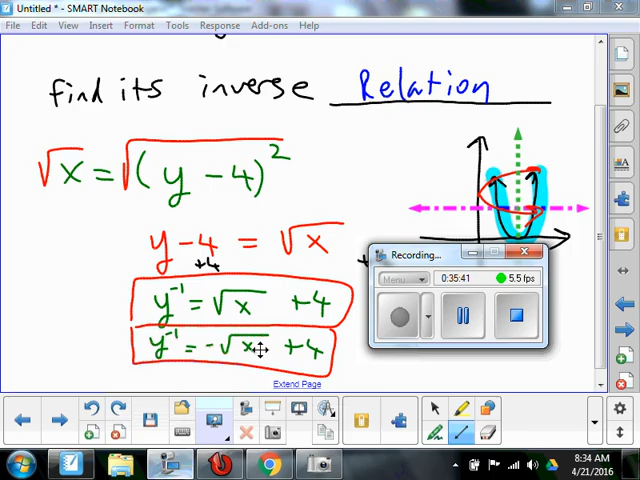 Untitled * - SMART Notebook
File Edit View Insert Format Tools Add-ons Response Draw Help
find its inverse Relation
√x = √(y - 4)²
y - 4 = √x
+4
y⁻¹ = √x + 4
y⁻¹ = -√x + 4
Recording...
Menu
0:35:41
5.5 fps
Extend Page
8:34 AM
4/21/2016